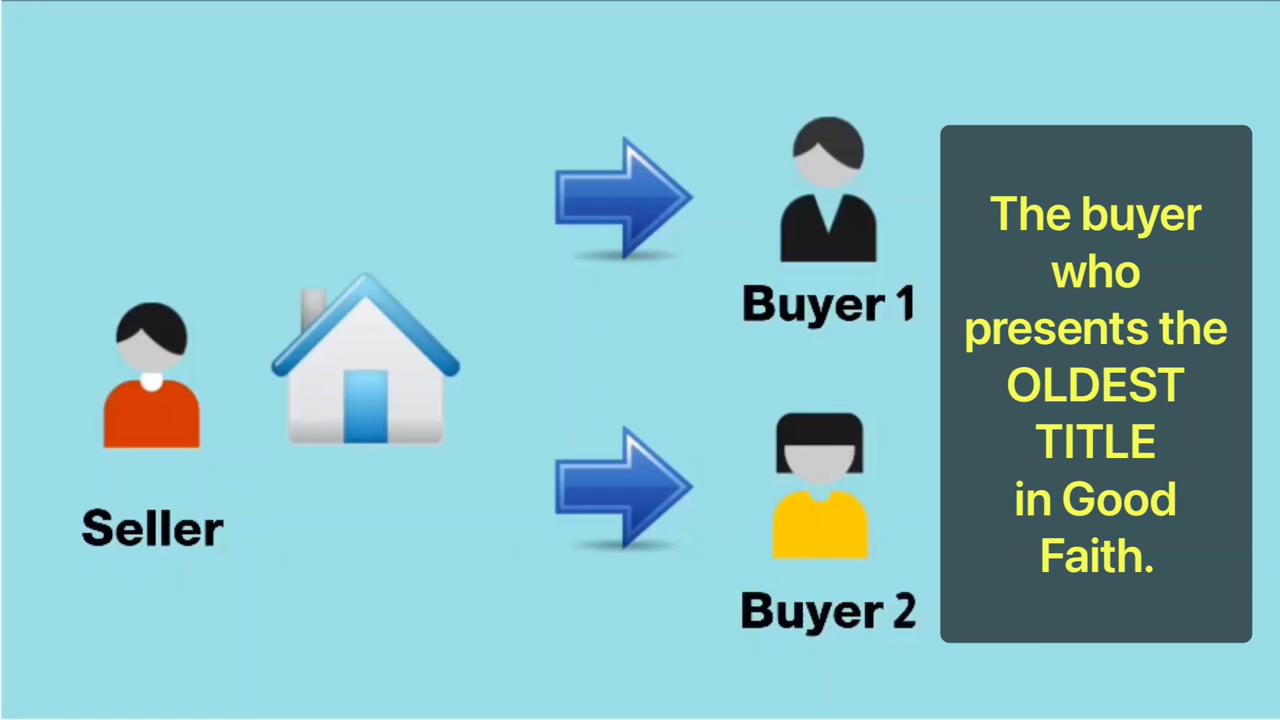 Seller
Buyer 1
Buyer 2
The buyer
who
presents the
OLDEST
TITLE
in Good
Faith.